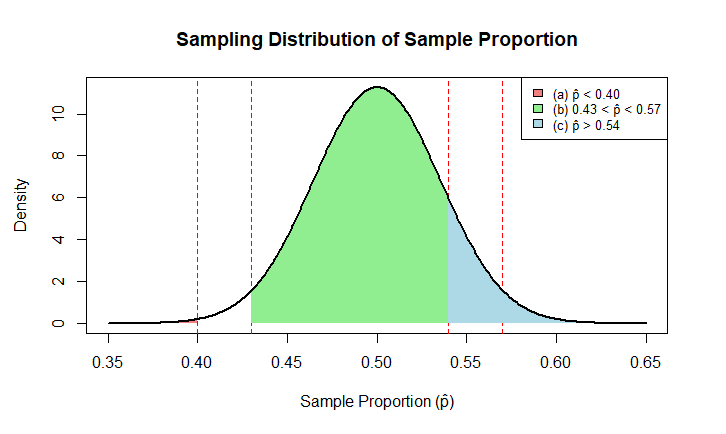 Sampling Distribution of Sample Proportion
(a) p̂ < 0.40
(b) 0.43 < p̂ < 0.57
(c) p̂ > 0.54
Density
10
8
6
4
2
0
0.35 0.40 0.45 0.50 0.55 0.60 0.65
Sample Proportion (p̂)